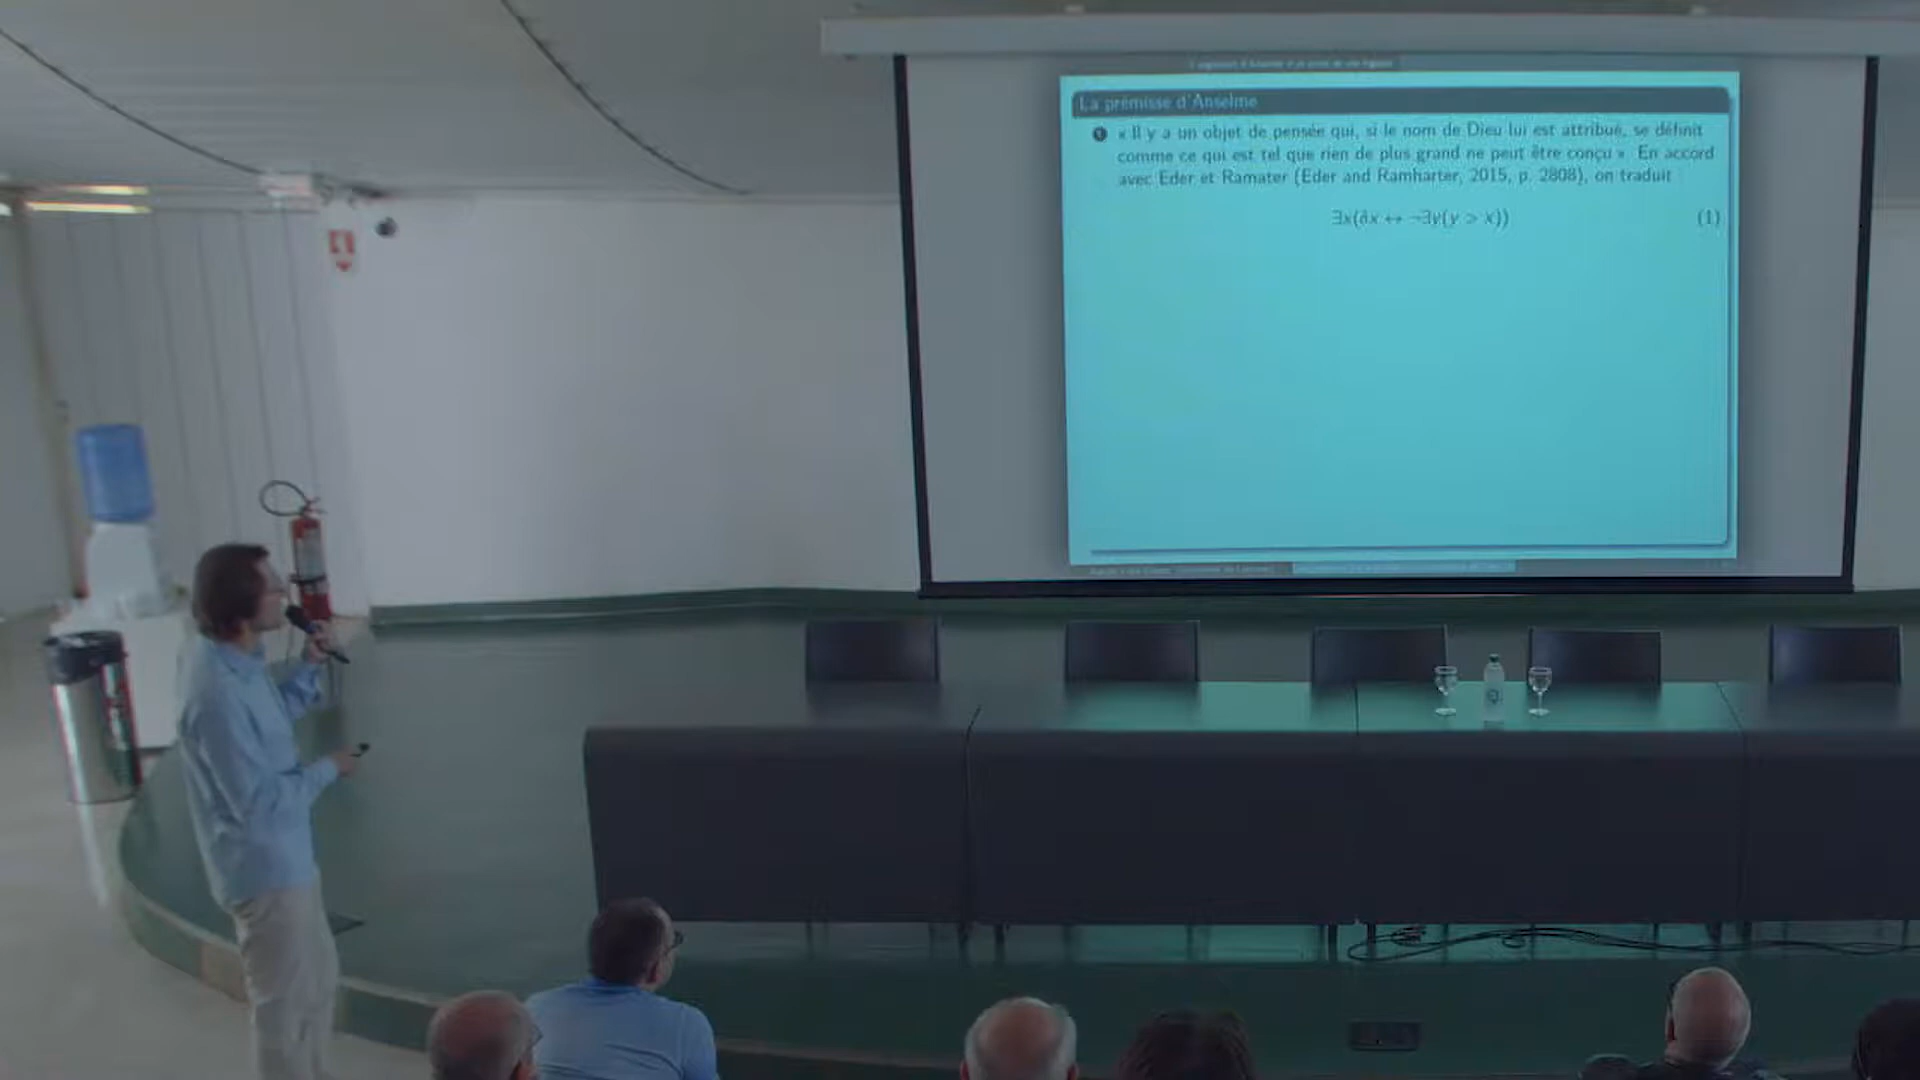 La prémisse d'Anselme
1 « Il y a un objet de pensée qui, si le nom de Dieu lui est attribué, se définit
comme ce qui est tel que rien de plus grand ne peut être conçu ». En accord
avec Eder et Ramater (Eder and Ramharter, 2015, p. 2808), on traduit
∃x(∂x ↔ ¬∃y(y > x)) (1)